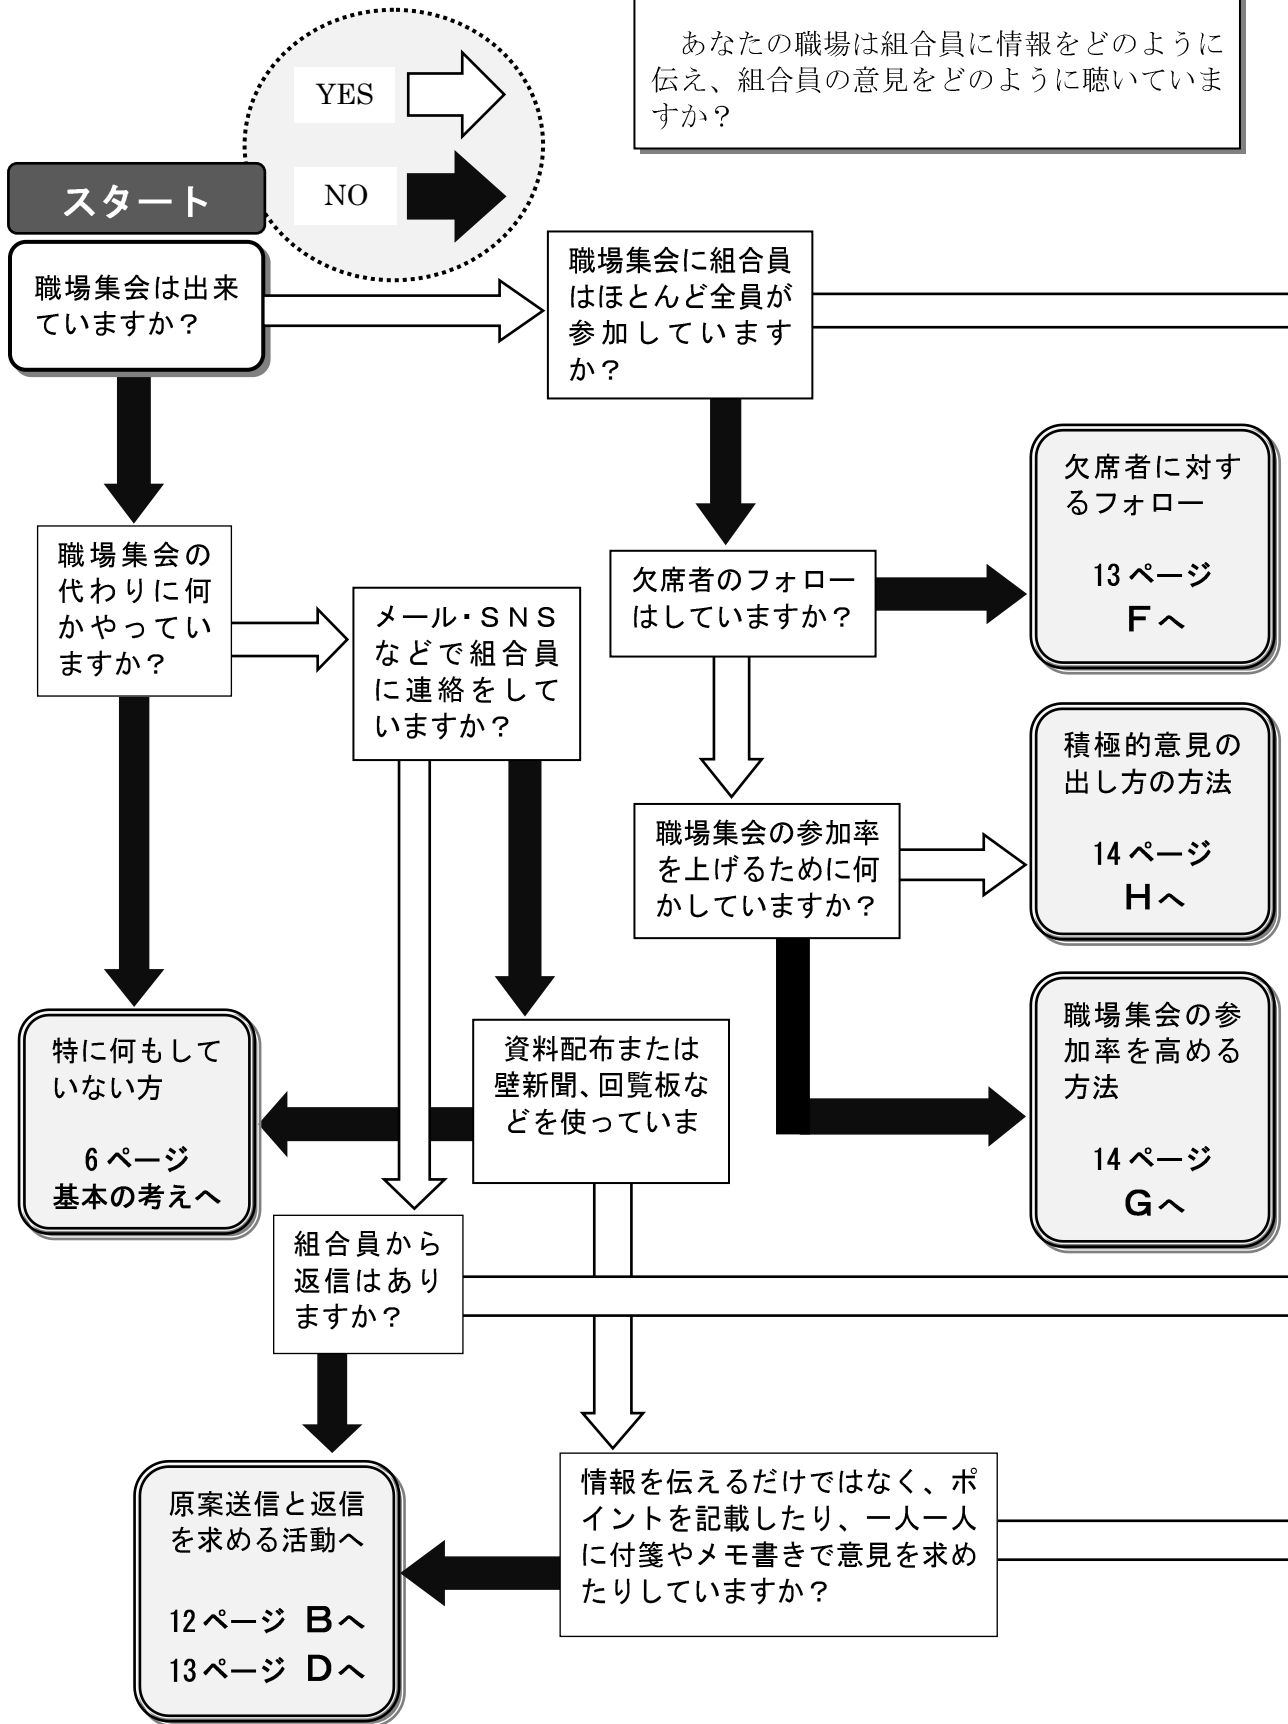 あなたの職場は組合員に情報をどのように
伝え、組合員の意見をどのように聴いていま
すか？
YES
NO
スタート
職場集会は出来
ていますか？
職場集会に組合員
はほとんど全員が
参加しています
か？
欠席者に対す
るフォロー
13 ページ
Ｆへ
職場集会の
代わりに何
かやってい
ますか？
メール・ＳＮＳ
などで組合員
に連絡をして
いますか？
欠席者のフォロー
はしていますか？
積極的意見の
出し方の方法
14 ページ
Ｈへ
職場集会の参加率
を上げるために何
かしていますか？
特に何もして
いない方
6 ページ
基本の考えへ
資料配布または
壁新聞、回覧板な
どを使っていま
職場集会の参
加率を高める
方法
14 ページ
Ｇへ
組合員から
返信はあり
ますか？
原案送信と返信
を求める活動へ
12 ページ Ｂへ
13 ページ Ｄへ
情報を伝えるだけではなく、ポ
イントを記載したり、一人一人
に付箋やメモ書きで意見を求め
たりしていますか？